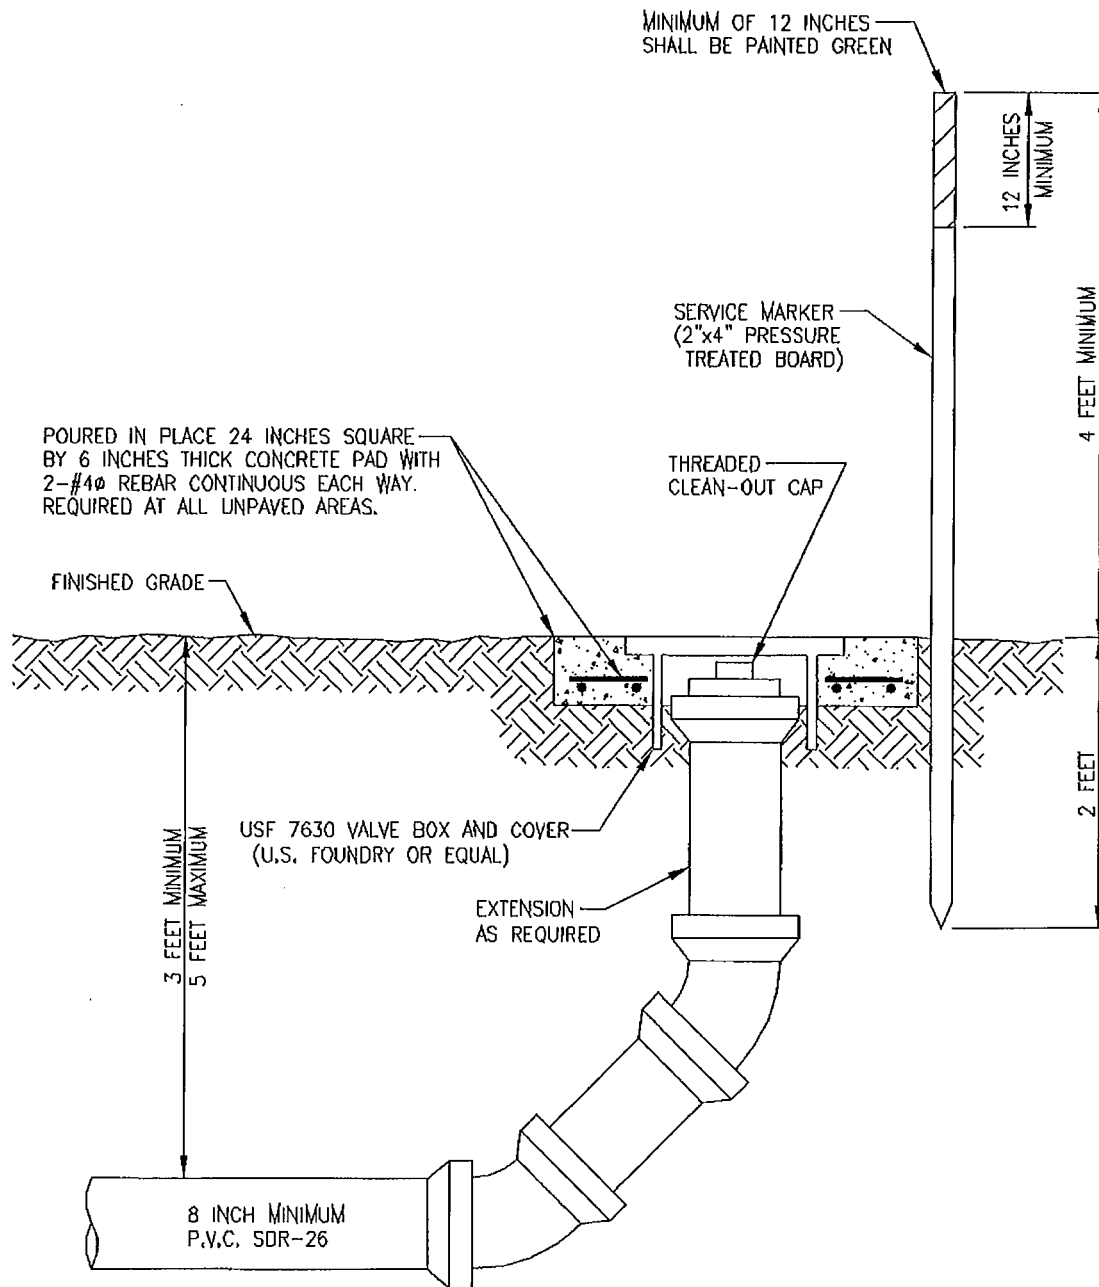 MINIMUM OF 12 INCHES
SHALL BE PAINTED GREEN
12 INCHES
MINIMUM
SERVICE MARKER
(2"x4" PRESSURE
TREATED BOARD)
4 FEET MINIMUM
POURED IN PLACE 24 INCHES SQUARE
BY 6 INCHES THICK CONCRETE PAD WITH
2-#4ø REBAR CONTINUOUS EACH WAY.
REQUIRED AT ALL UNPAVED AREAS.
THREADED
CLEAN-OUT CAP
FINISHED GRADE
2 FEET
USF 7630 VALVE BOX AND COVER
(U.S. FOUNDRY OR EQUAL)
3 FEET MINIMUM
5 FEET MAXIMUM
EXTENSION
AS REQUIRED
8 INCH MINIMUM
P.V.C. SDR-26